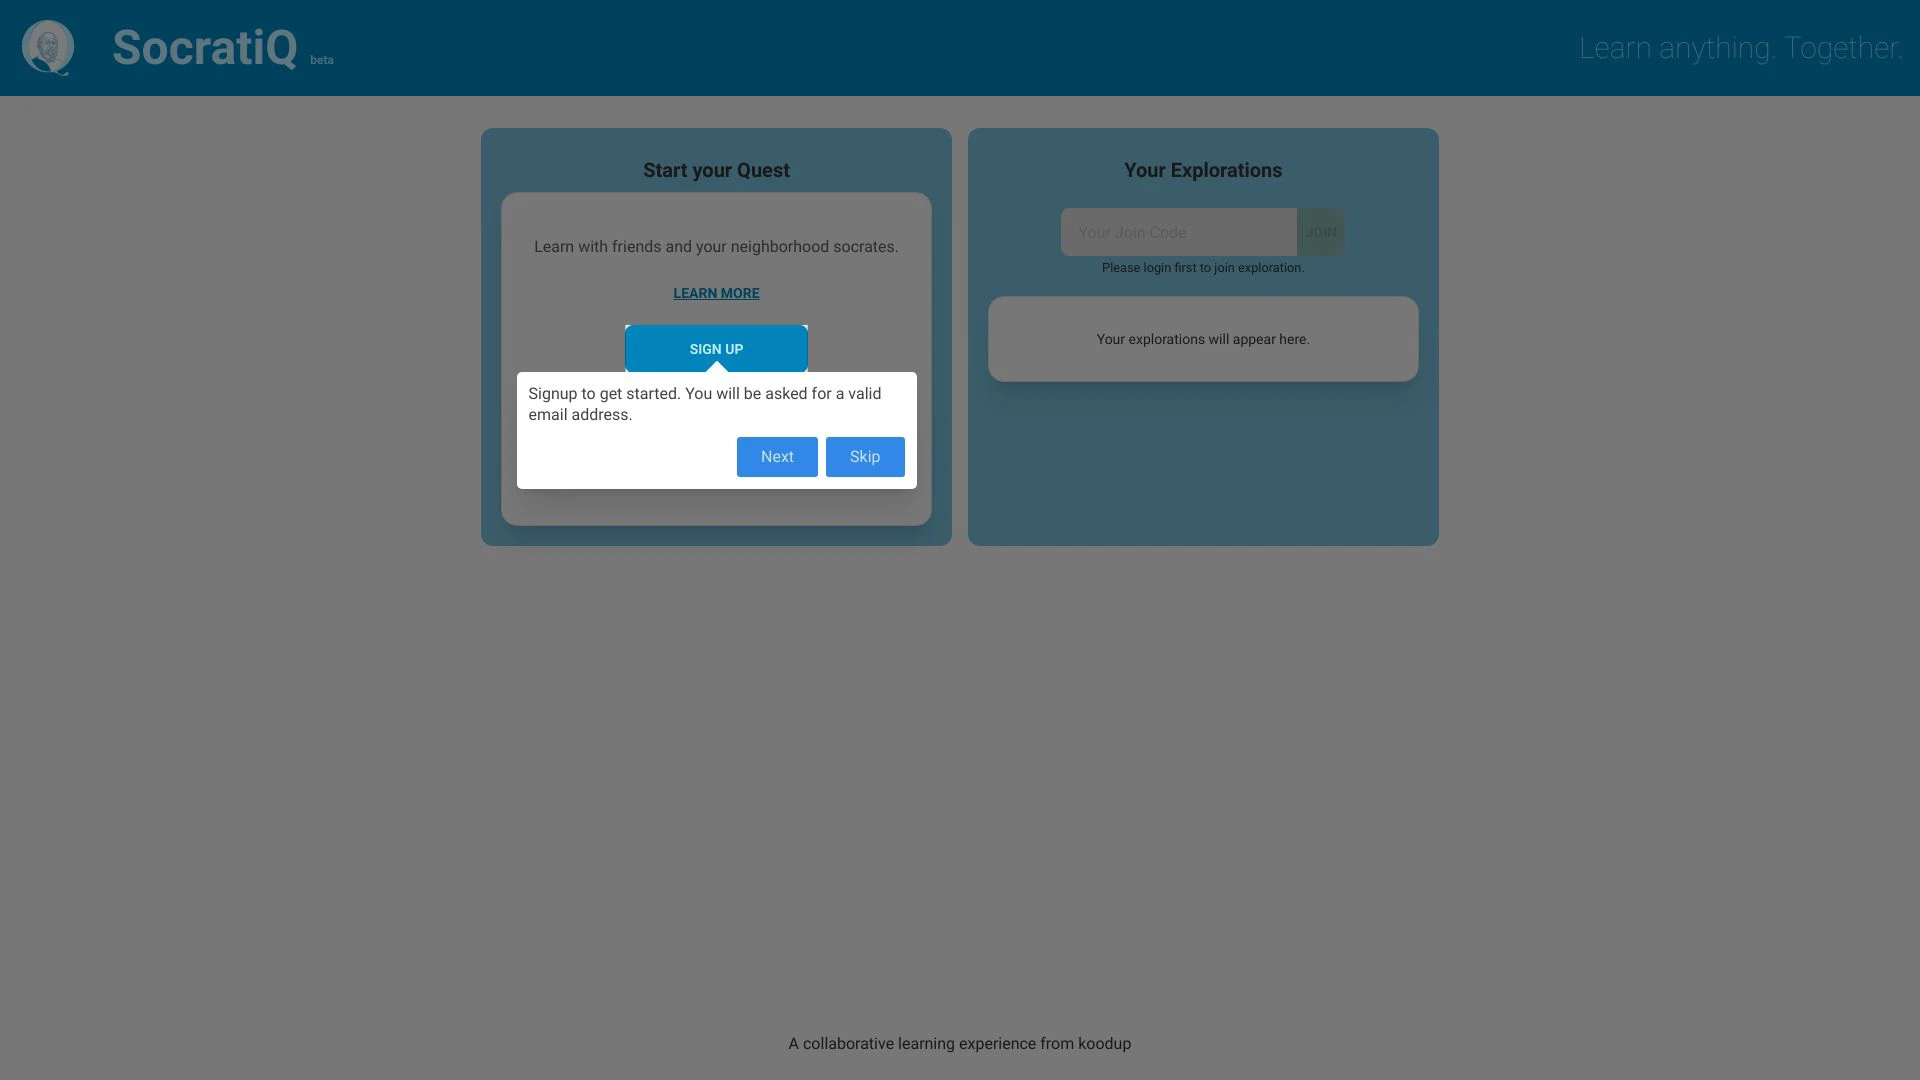 SocratiQ beta
Learn anything. Together.
Start your Quest
Learn with friends and your neighborhood socrates.
LEARN MORE
SIGN UP
Signup to get started. You will be asked for a valid
email address.
Next
Skip
Your Explorations
Your Join Code
JOIN
Please login first to join exploration.
Your explorations will appear here.
A collaborative learning experience from koodup